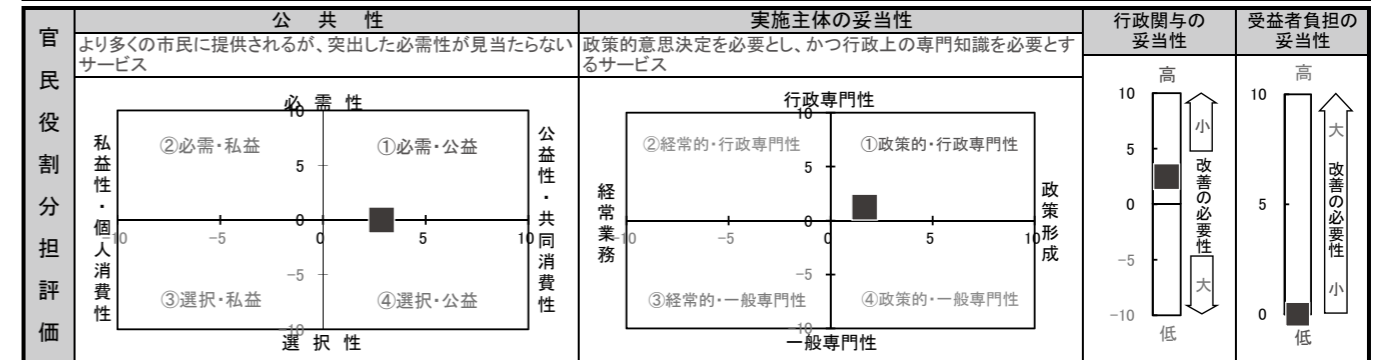 官民役割分担評価
公共性
より多くの市民に提供されるが、突出した必需性が見当たらない
サービス
必需性
10
②必需・私益
①必需・公益
5
私益性・個人消費性
公益性・共同消費性
0
-10
-5
0
5
10
-5
③選択・私益
④選択・公益
-10
選択性
実施主体の妥当性
政策的意思決定を必要とし、かつ行政上の専門知識を必要とす
るサービス
行政専門性
10
②経常的・行政専門性
①政策的・行政専門性
5
経常業務
政策形成
0
-10
-5
0
5
10
-5
③経常的・一般専門性
④政策的・一般専門性
-10
一般専門性
行政関与の
妥当性
高
10
5
0
-5
-10
低
小
改善の必要性
大
受益者負担の
妥当性
高
10
5
0
低
大
改善の必要性
小